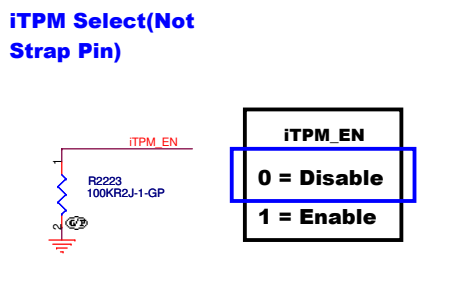 iTPM Select(Not
Strap Pin)
iTPM_EN
iTPM_EN
1
R2223
100KR2J-1-GP
2
G/P
0 = Disable
1 = Enable